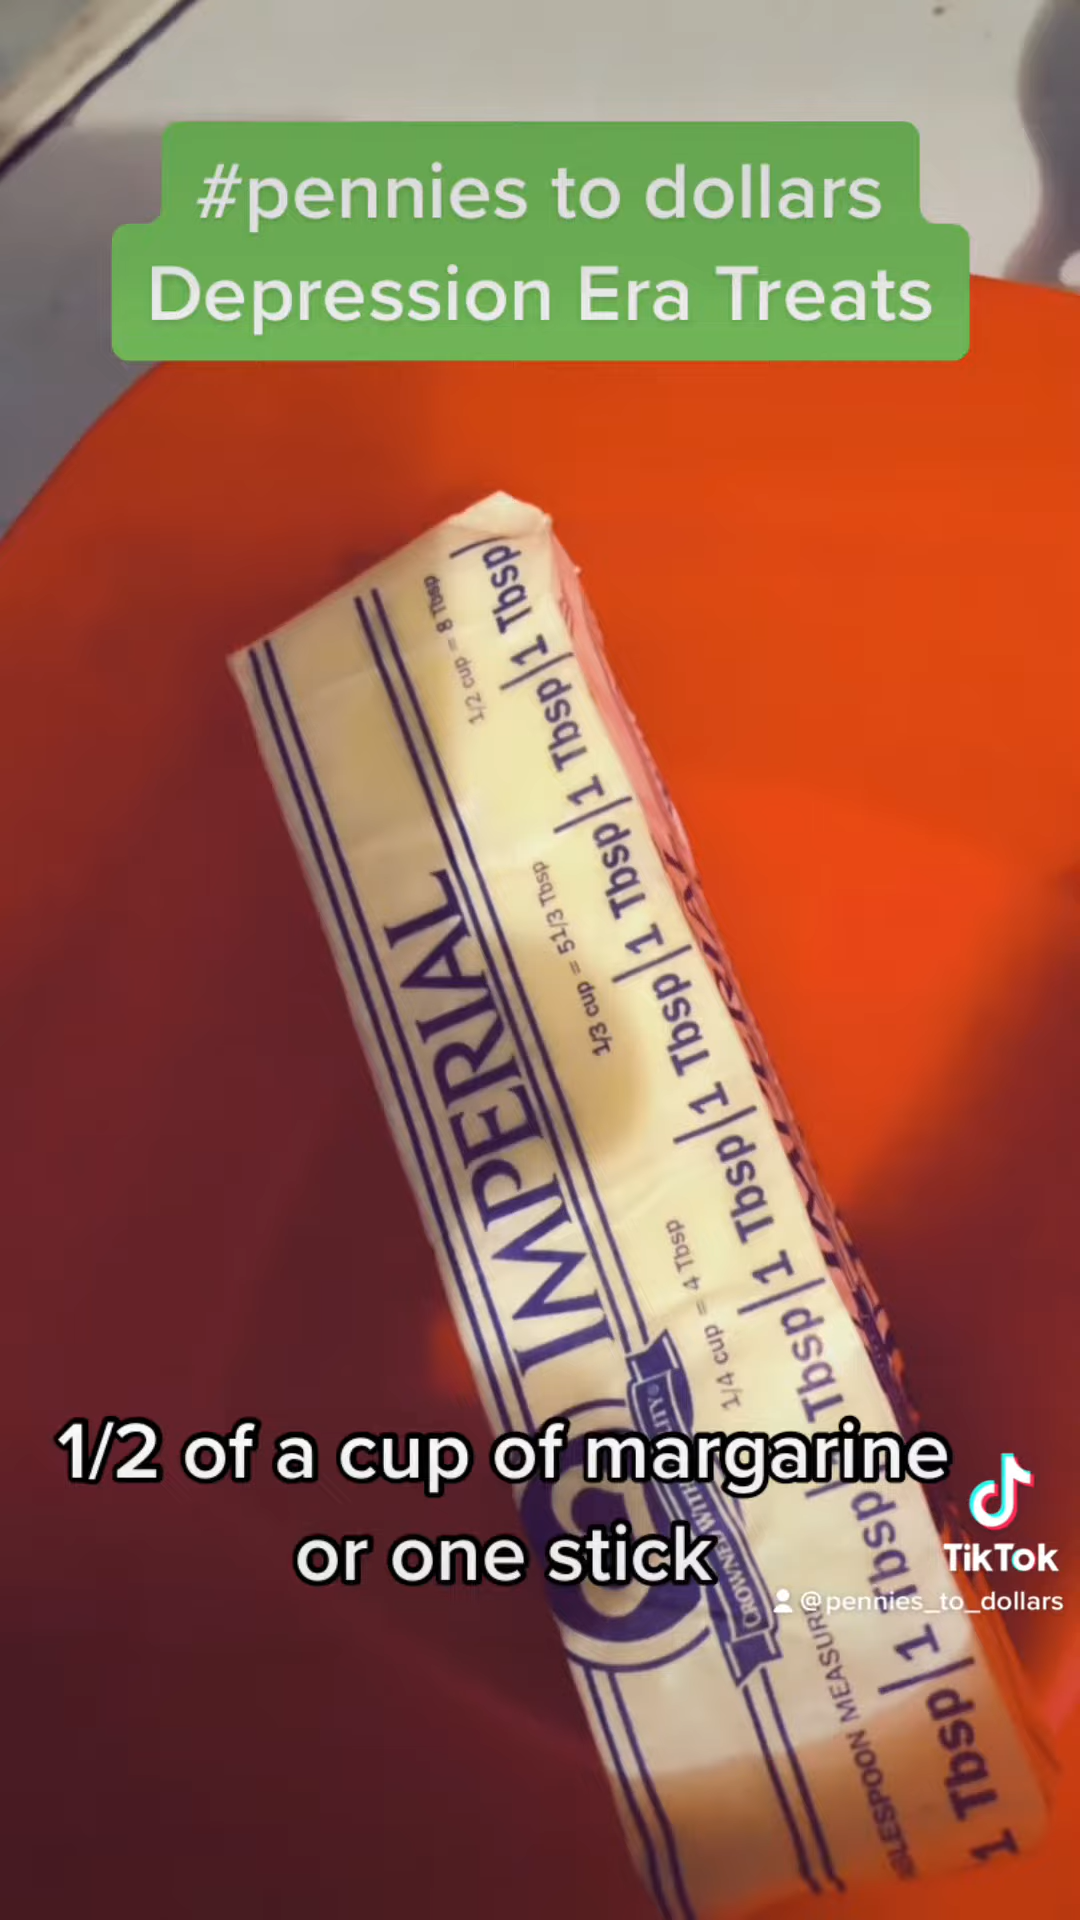 #pennies to dollars
Depression Era Treats
1 Tbsp|1 Tbsp|1 Tbsp|1 Tbsp|1 Tbsp|1 Tbsp|1 Tbsp|1 Tbsp
1/2 cup = 8 Tbsp
1/3 cup = 5 1/3 Tbsp
1/4 cup = 4 Tbsp
IMPERIAL
CROWNED WITH
1/2 of a cup of margarine
or one stick
TikTok
@pennies_to_dollars